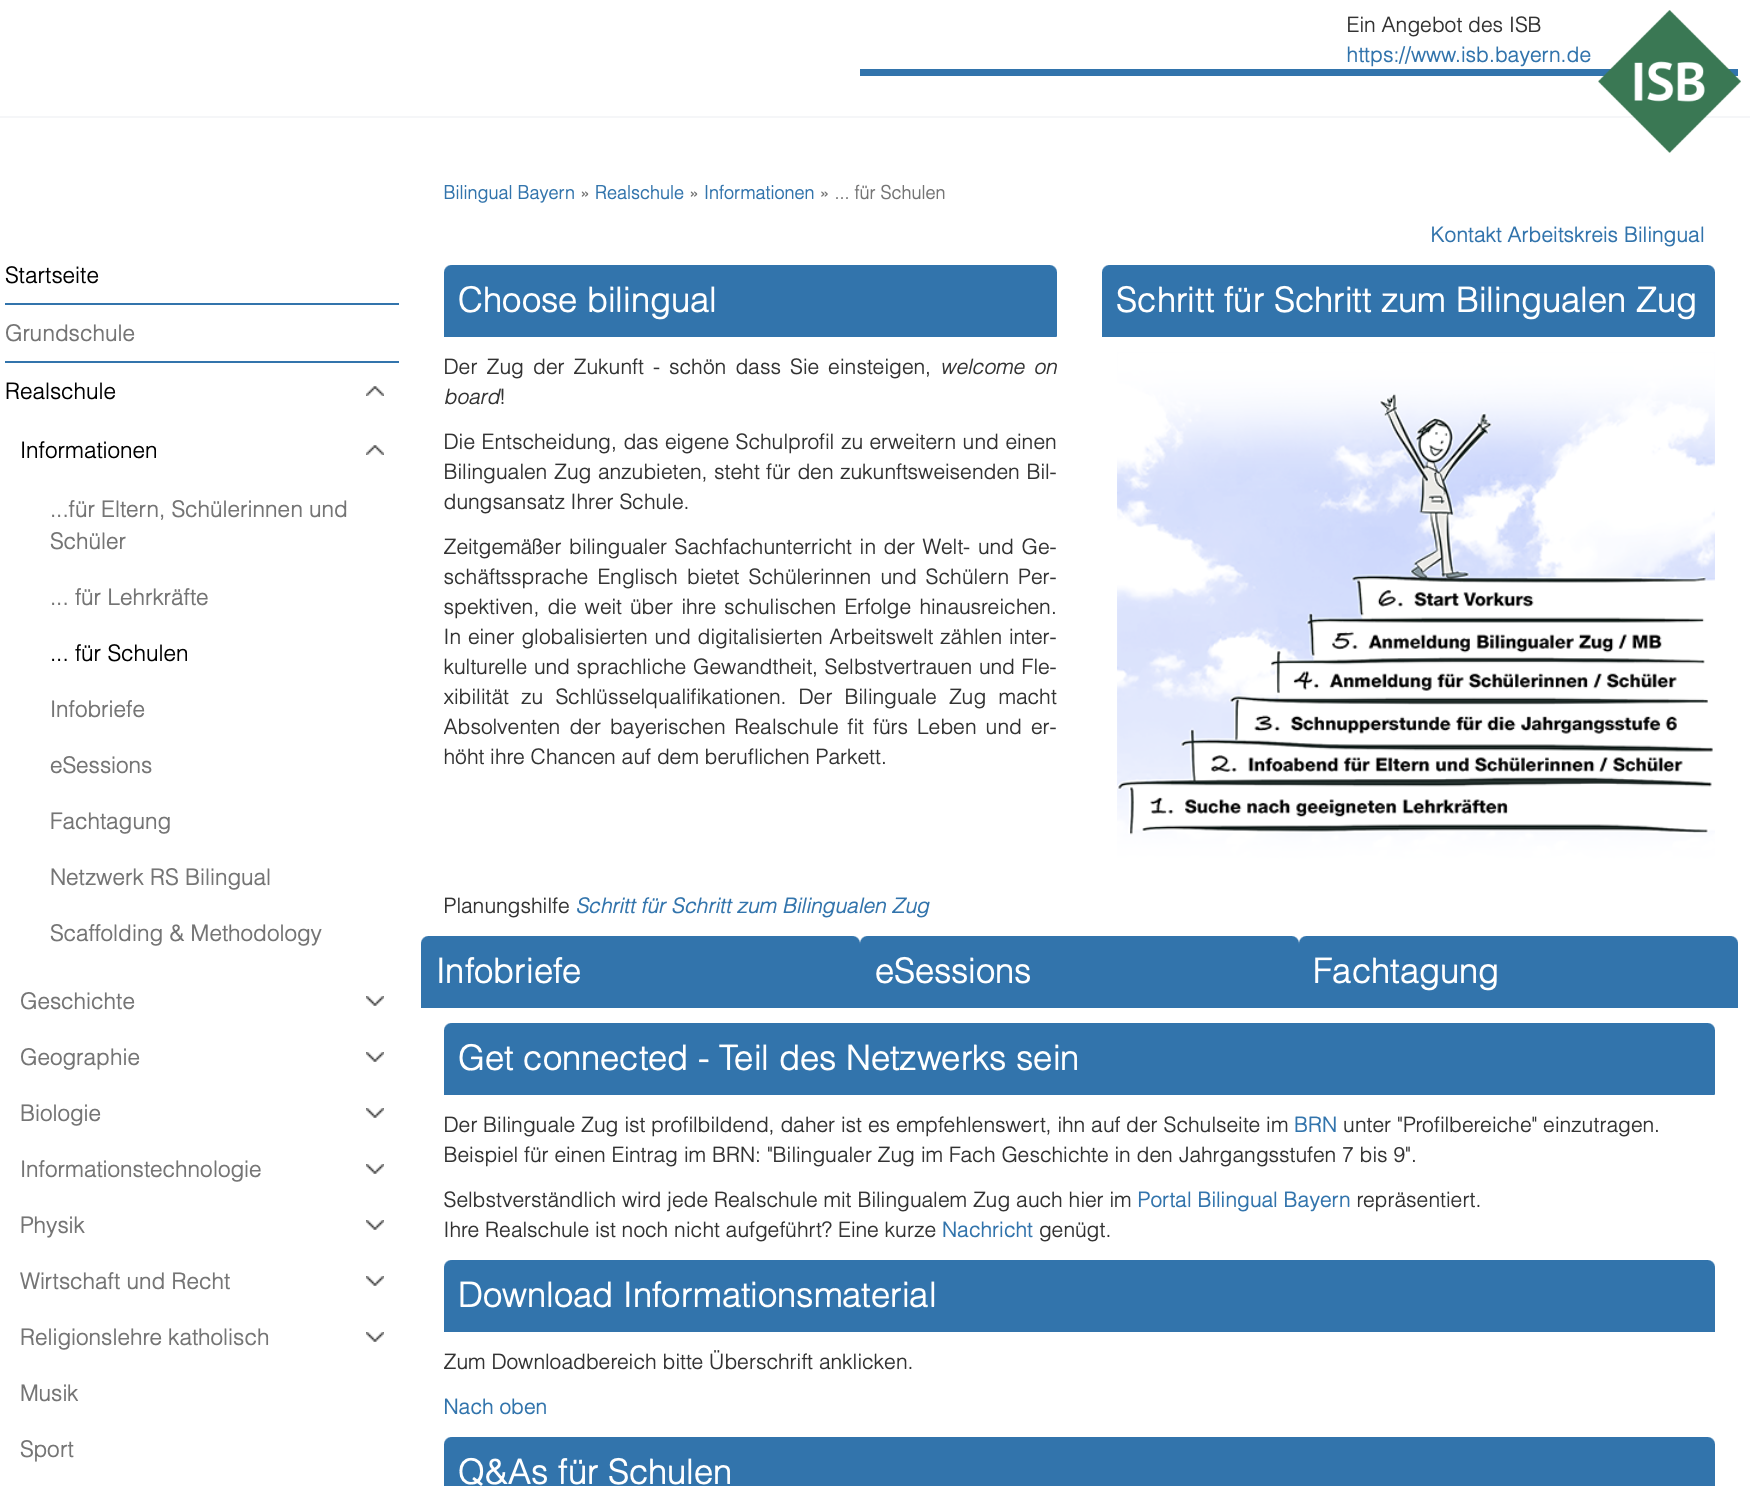 Ein Angebot des ISB
https://www.isb.bayern.de
ISB
Bilingual Bayern » Realschule » Informationen » ... für Schulen
Kontakt Arbeitskreis Bilingual
Startseite
Grundschule
Realschule
Informationen
...für Eltern, Schülerinnen und
Schüler
... für Lehrkräfte
... für Schulen
Infobriefe
eSessions
Fachtagung
Netzwerk RS Bilingual
Scaffolding & Methodology
Geschichte
Geographie
Biologie
Informationstechnologie
Physik
Wirtschaft und Recht
Religionslehre katholisch
Musik
Sport
Choose bilingual
Der Zug der Zukunft - schön dass Sie einsteigen, welcome on
board!
Die Entscheidung, das eigene Schulprofil zu erweitern und einen
Bilingualen Zug anzubieten, steht für den zukunftsweisenden Bil-
dungsansatz Ihrer Schule.
Zeitgemäßer bilingualer Sachfachunterricht in der Welt- und Ge-
schäftssprache Englisch bietet Schülerinnen und Schülern Per-
spektiven, die weit über ihre schulischen Erfolge hinausreichen.
In einer globalisierten und digitalisierten Arbeitswelt zählen inter-
kulturelle und sprachliche Gewandtheit, Selbstvertrauen und Fle-
xibilität zu Schlüsselqualifikationen. Der Bilinguale Zug macht
Absolventen der bayerischen Realschule fit fürs Leben und er-
höht ihre Chancen auf dem beruflichen Parkett.
Schritt für Schritt zum Bilingualen Zug
6. Start Vorkurs
5. Anmeldung Bilingualer Zug / MB
4. Anmeldung für Schülerinnen / Schüler
3. Schnupperstunde für die Jahrgangsstufe 6
2. Infoabend für Eltern und Schülerinnen / Schüler
1. Suche nach geeigneten Lehrkräften
Planungshilfe Schritt für Schritt zum Bilingualen Zug
Infobriefe
eSessions
Fachtagung
Get connected - Teil des Netzwerks sein
Der Bilinguale Zug ist profilbildend, daher ist es empfehlenswert, ihn auf der Schulseite im BRN unter "Profilbereiche" einzutragen.
Beispiel für einen Eintrag im BRN: "Bilingualer Zug im Fach Geschichte in den Jahrgangsstufen 7 bis 9".
Selbstverständlich wird jede Realschule mit Bilingualem Zug auch hier im Portal Bilingual Bayern repräsentiert.
Ihre Realschule ist noch nicht aufgeführt? Eine kurze Nachricht genügt.
Download Informationsmaterial
Zum Downloadbereich bitte Überschrift anklicken.
Nach oben
Q&As für Schulen